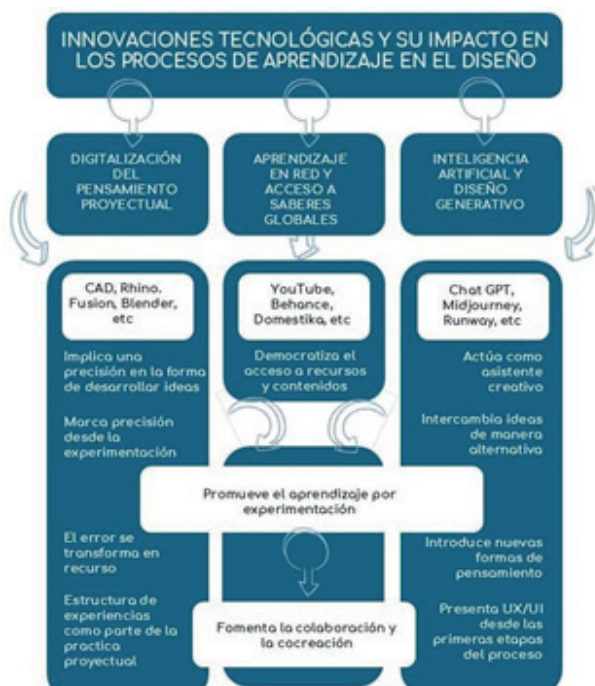 INNOVACIONES TECNOLÓGICAS Y SU IMPACTO EN
LOS PROCESOS DE APRENDIZAJE EN EL DISEÑO
DIGITALIZACIÓN
DEL
PENSAMIENTO
PROYECTUAL
APRENDIZAJE
EN RED Y
ACCESO A
SABERES
GLOBALES
INTELIGENCIA
ARTIFICIAL Y
DISEÑO
GENERATIVO
CAD, Rhino.
Fusion, Blender,
etc
Implica una
precisión en la forma
de desarrollar ideas
Marca precisión
desde la
experimentación
YouTube,
Behance,
Domestika, etc
Democratiza el
acceso a recursos
y contenidos
Chat GPT,
Midjourney,
Runway, etc
Actúa como
asistente
creativo
Intercambia ideas
de manera
alternativa
Promueve el aprendizaje por
experimentación
El error se
transforma en
recurso
Estructura de
experiencias
como parte de la
practica
proyectual
Fomenta la colaboración y
la cocreación
Introduce nuevas
formas de
pensamiento
Presenta UX/UI
desde las
primeras etapas
del proceso